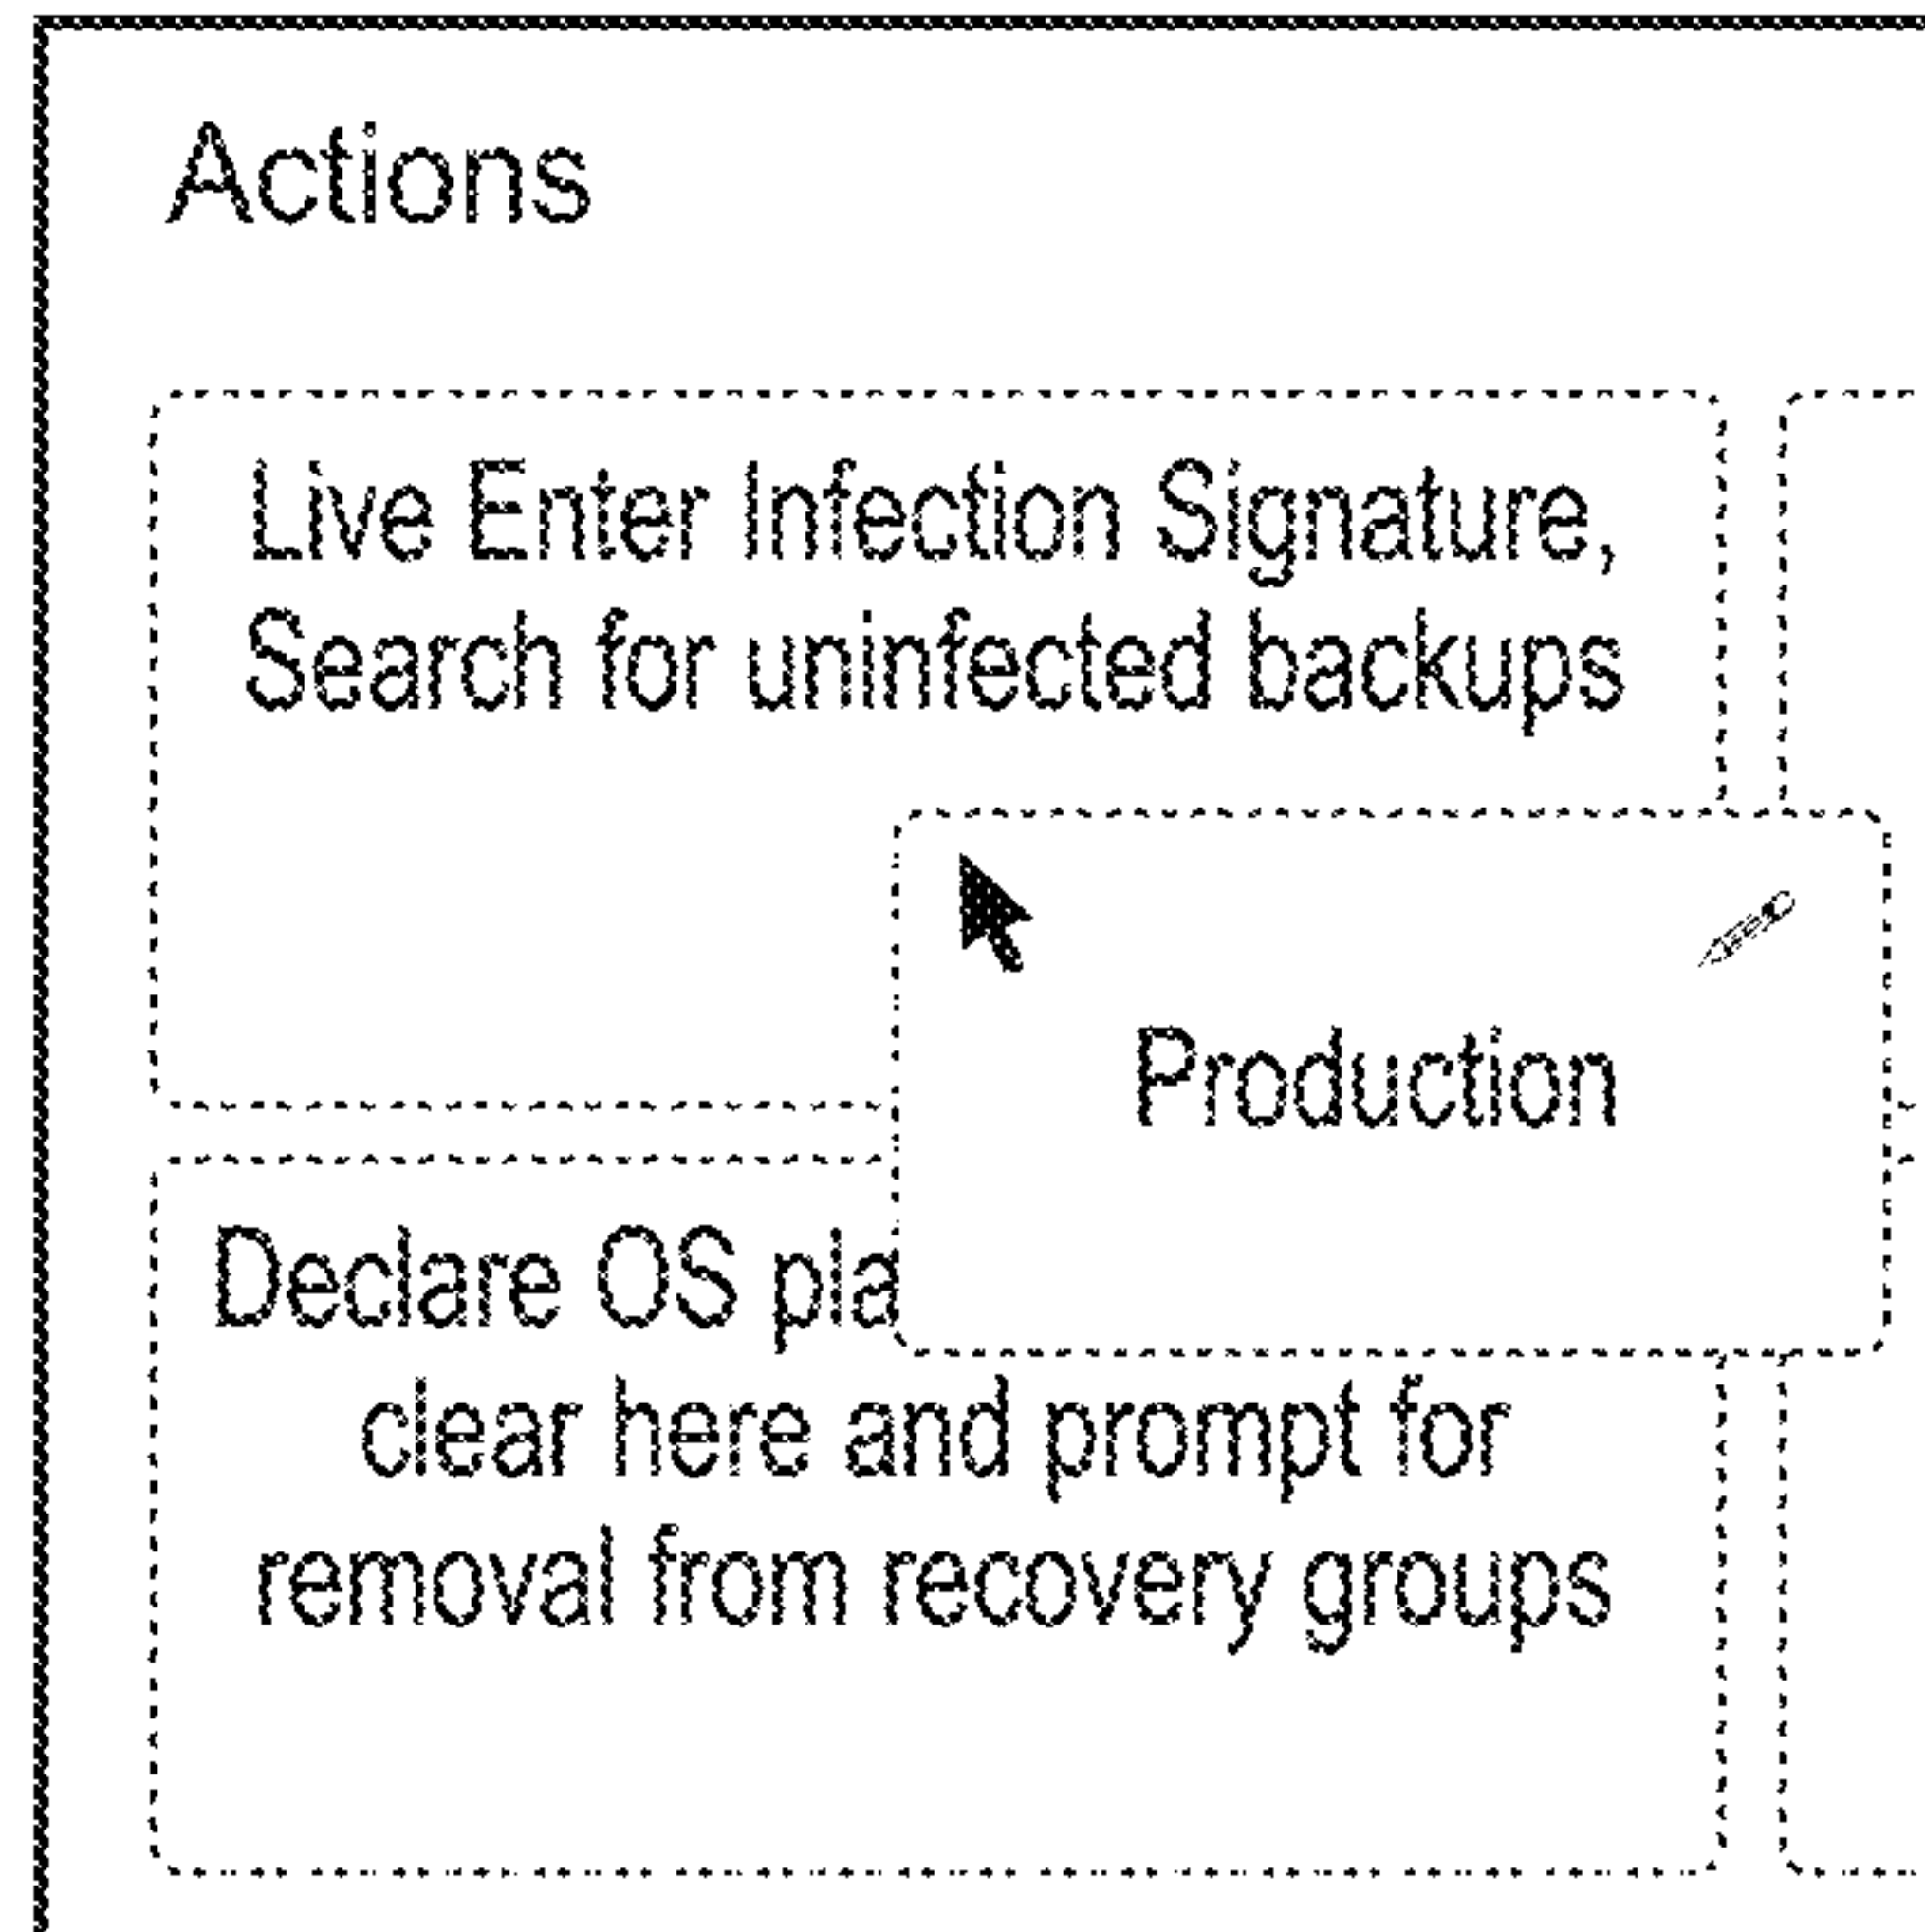 Actions
Live Enter Infection Signature,
Search for uninfected backups
Production
Declare OS pla
clear here and prompt for
removal from recovery groups